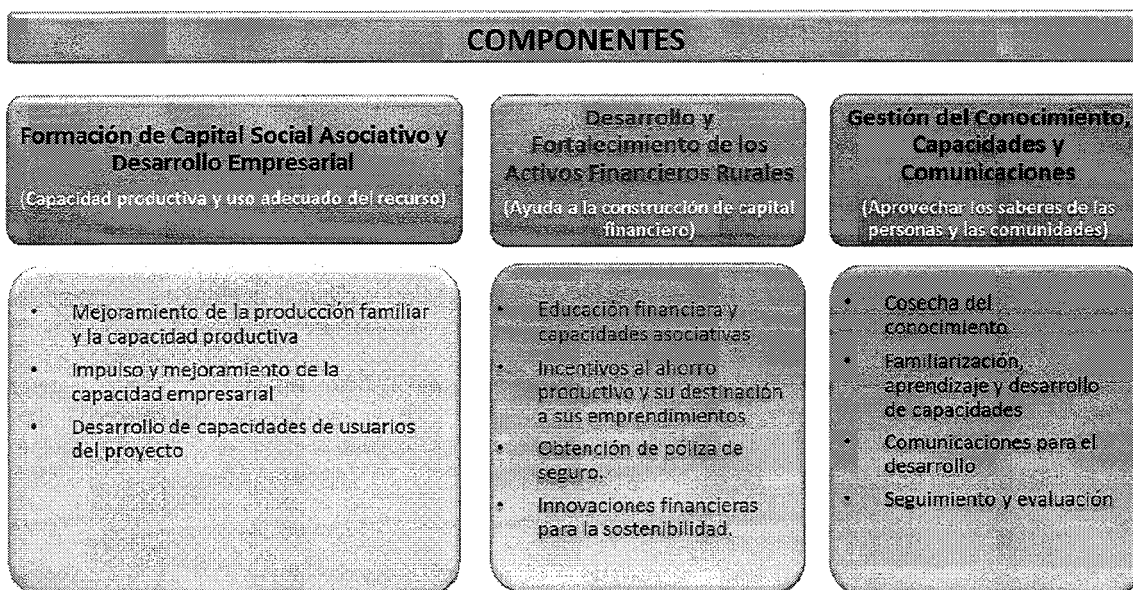 COMPONENTES
Formación de Capital Social Asociativo y
Desarrollo Empresarial
(Capacidad productiva y uso adecuado del recurso)
Desarrollo y
Fortalecimiento de los
Activos Financieros Rurales
(Ayuda a la construcción de capital
financiero)
Gestión del Conocimiento,
Capacidades y
Comunicaciones
(Aprovechar los saberes de las
personas y las comunidades)
• Mejoramiento de la producción familiar
y la capacidad productiva
• Impulso y mejoramiento de la
capacidad empresarial
• Desarrollo de capacidades de usuarios
del proyecto
• Educación financiera y
capacidades asociativas
• Incentivos al ahorro
productivo y su destinación
a sus emprendimientos
• Obtención de poliza de
seguro.
• Innovaciones financieras
para la sostenibilidad.
• Cosecha del
conocimiento
• Familiarización,
aprendizaje y desarrollo
de capacidades
• Comunicaciones para el
desarrollo
• Seguimiento y evaluación